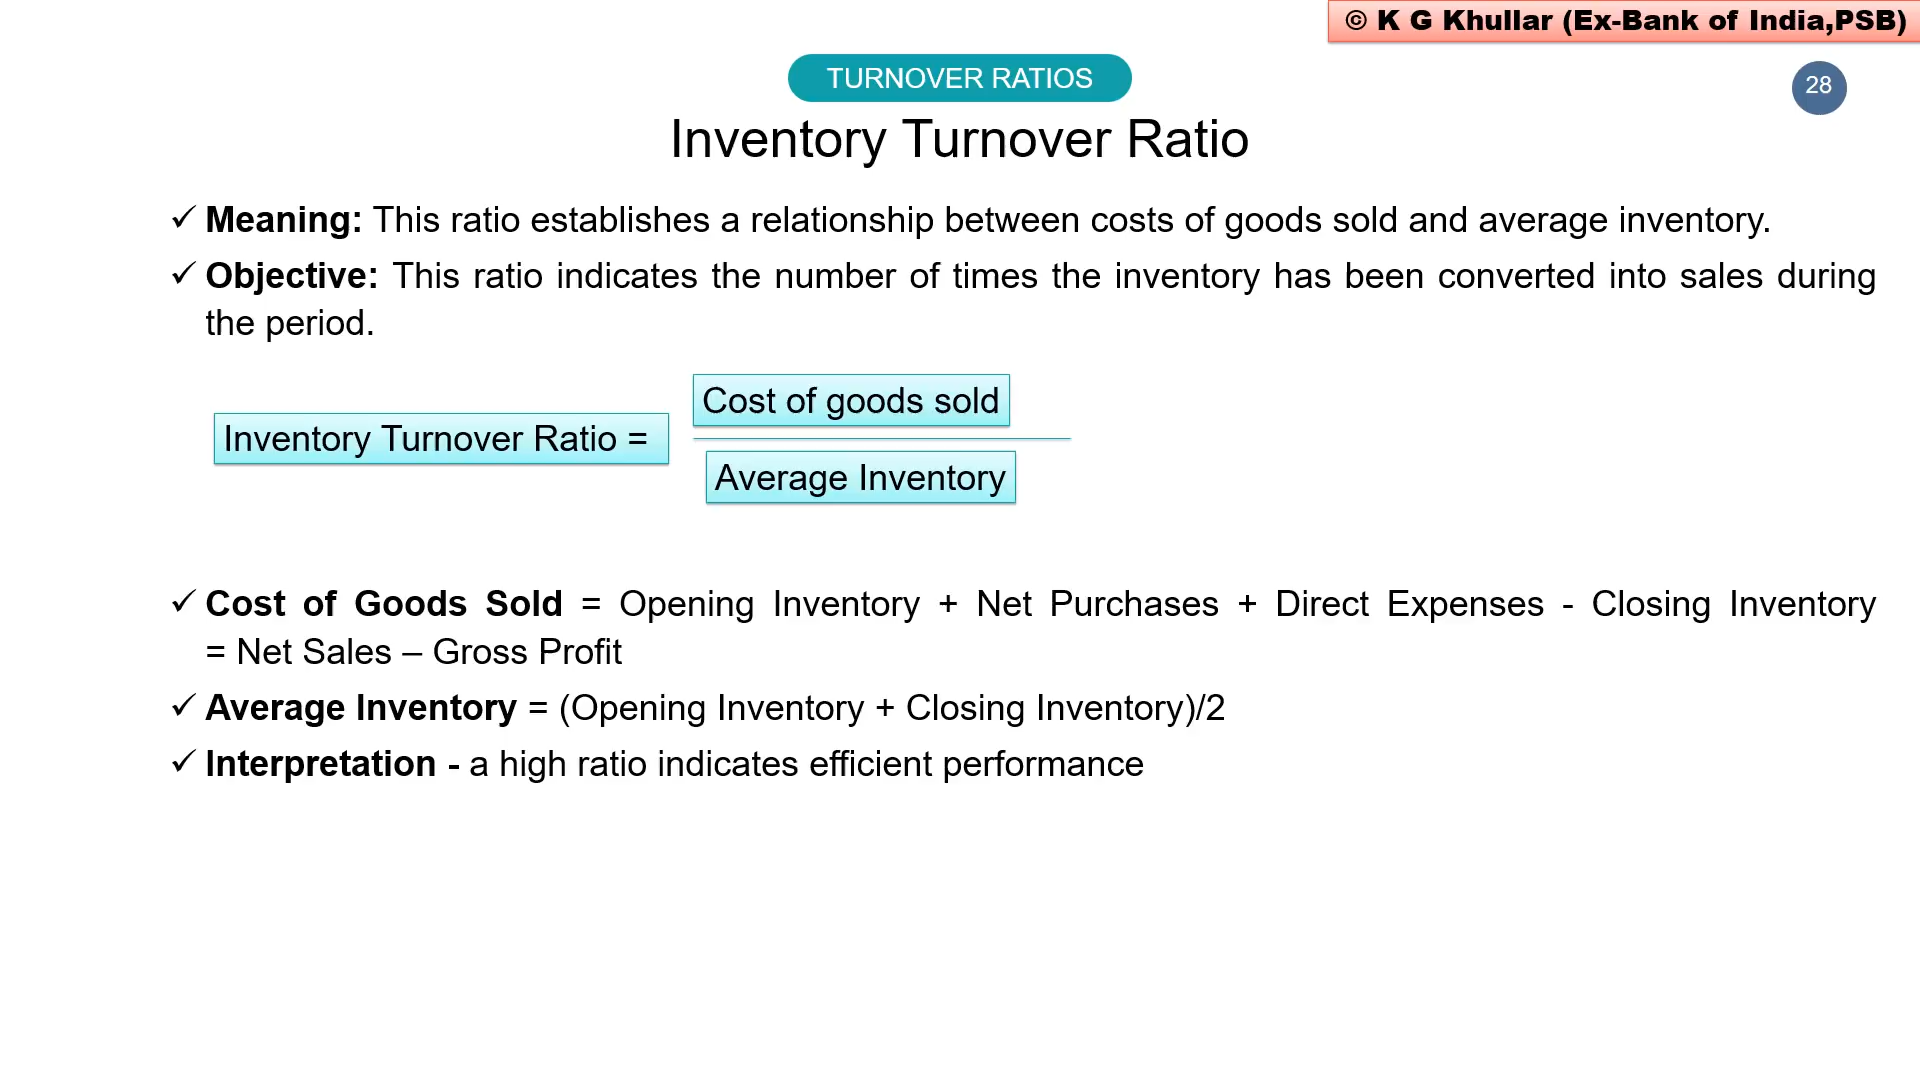 © K G Khullar (Ex-Bank of India,PSB)
TURNOVER RATIOS
28
Inventory Turnover Ratio
✓ Meaning: This ratio establishes a relationship between costs of goods sold and average inventory.
✓ Objective: This ratio indicates the number of times the inventory has been converted into sales during
the period.
Cost of goods sold
Inventory Turnover Ratio =
Average Inventory
✓ Cost of Goods Sold = Opening Inventory + Net Purchases + Direct Expenses - Closing Inventory
= Net Sales – Gross Profit
✓ Average Inventory = (Opening Inventory + Closing Inventory)/2
✓ Interpretation - a high ratio indicates efficient performance